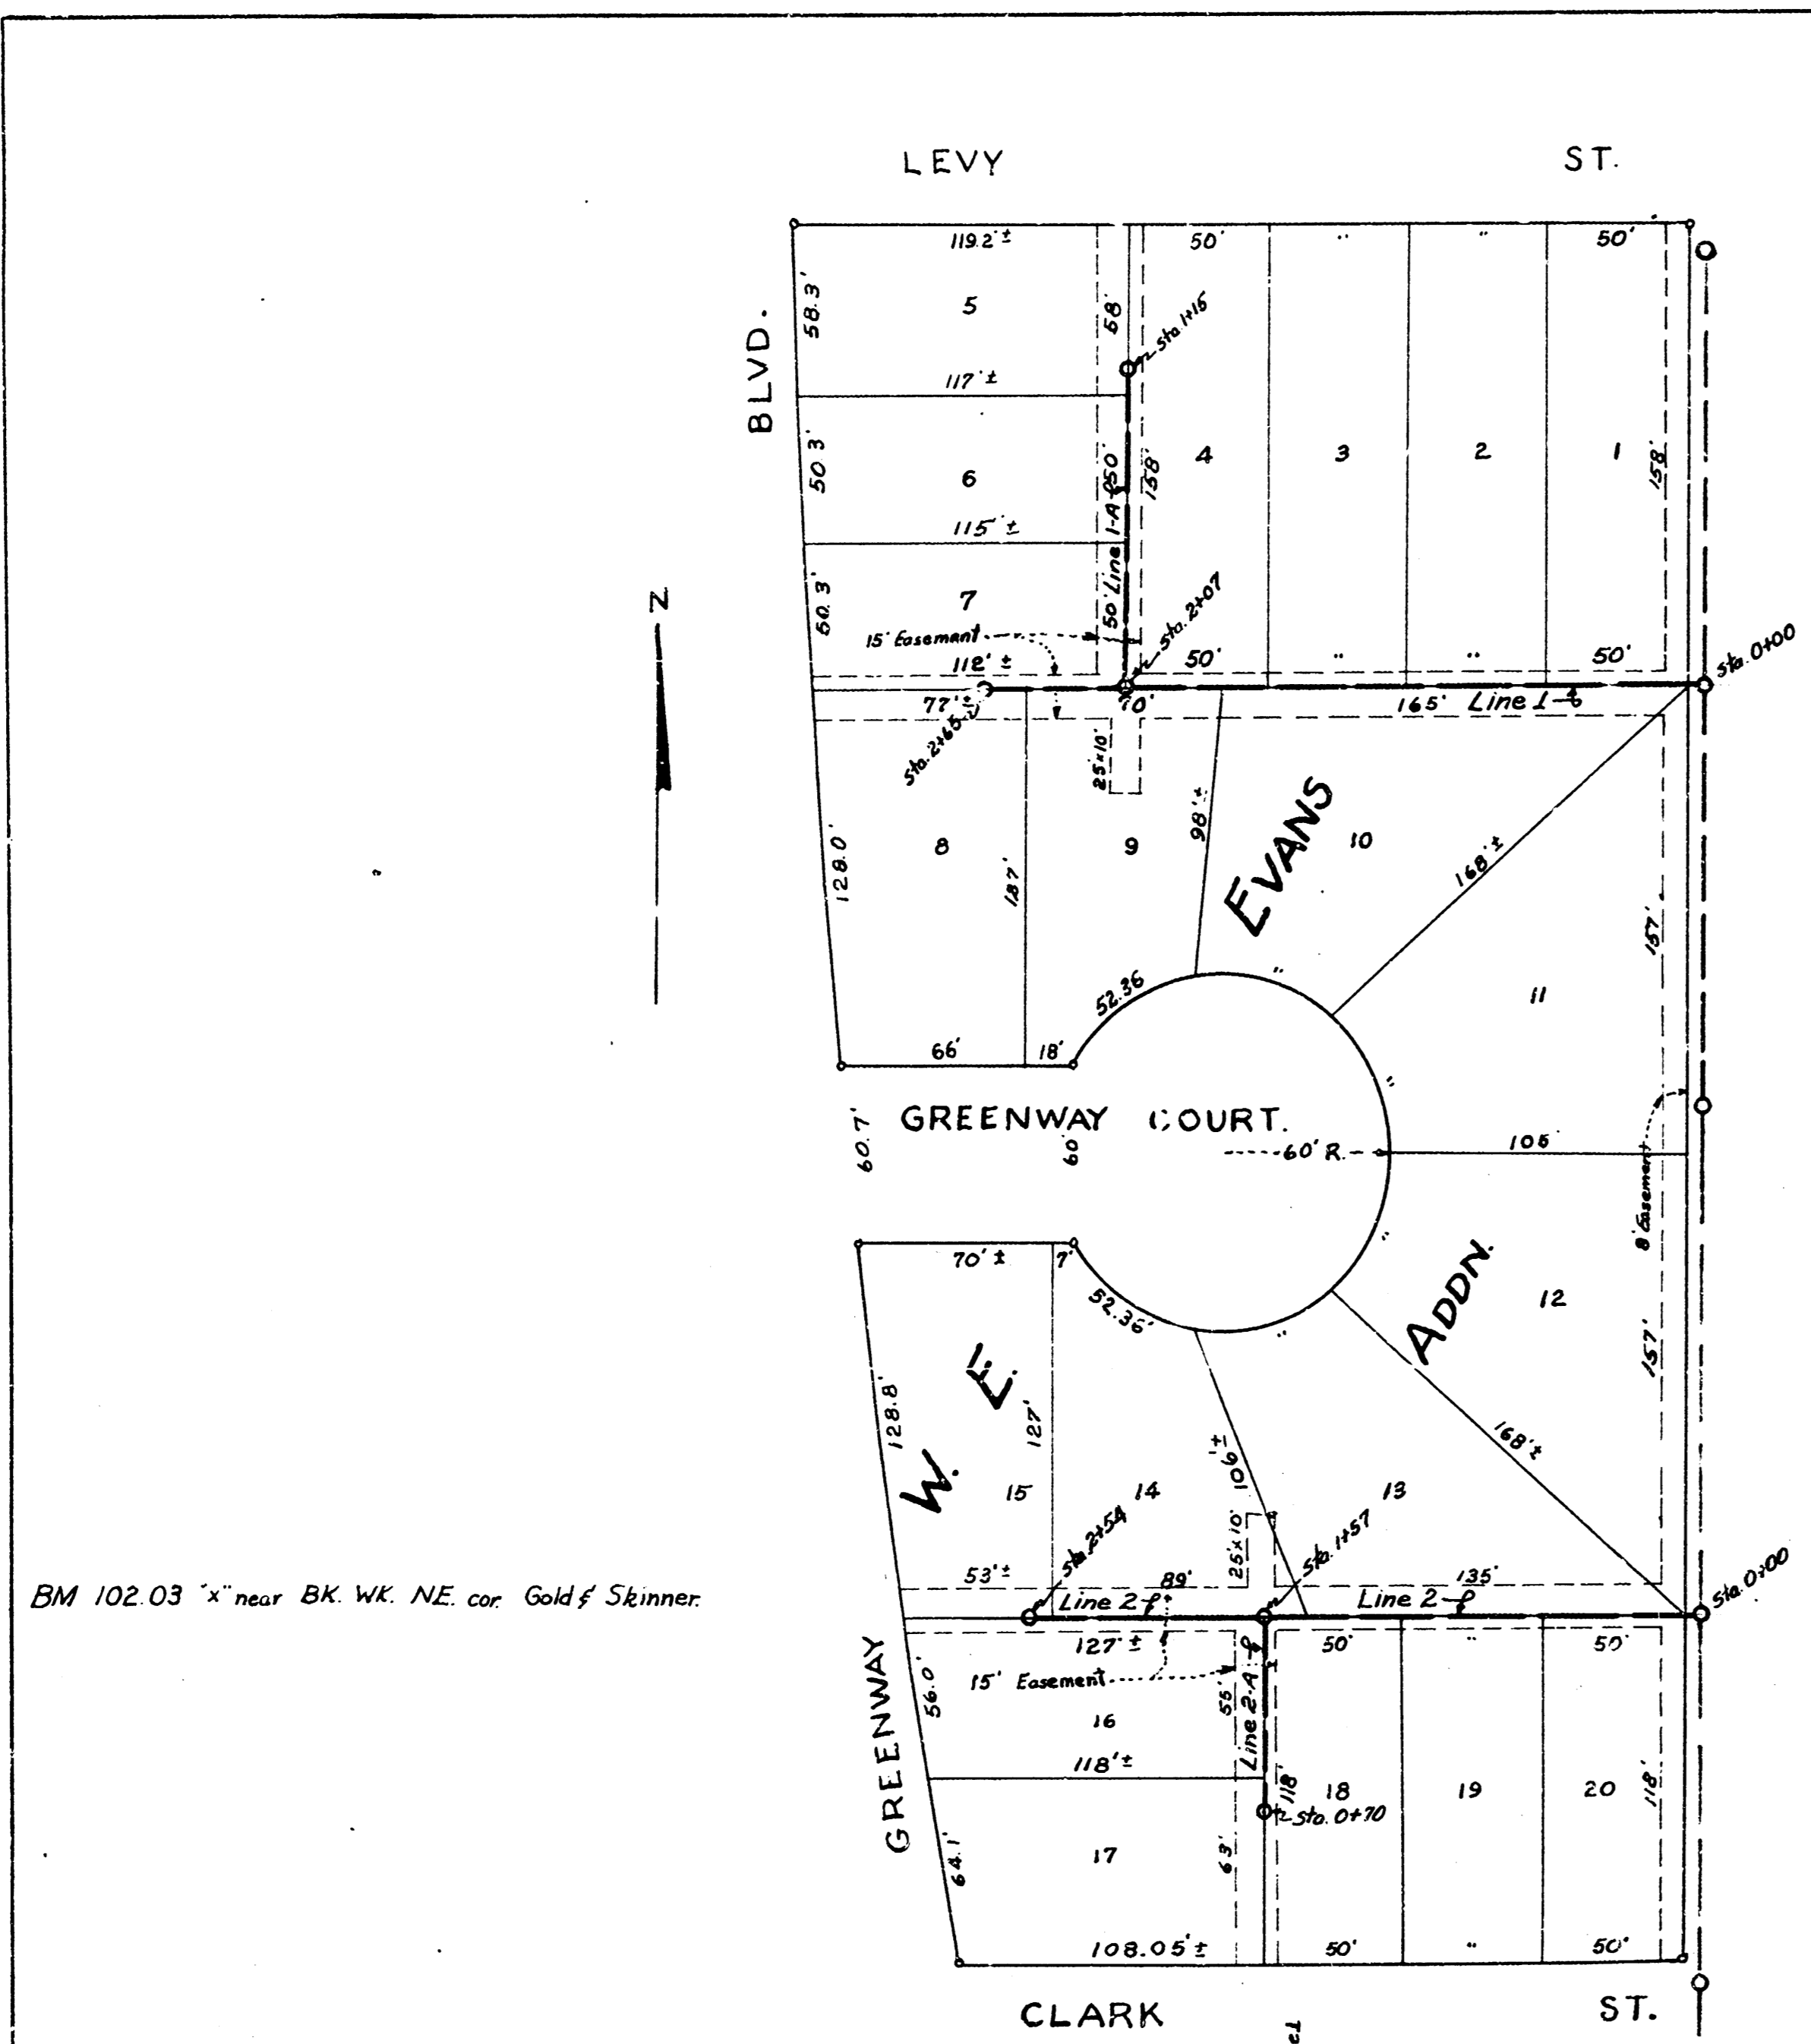 LEVY ST.
119.2' ±
50'
"
"
50'
BLVD.
58.3'
5
58'
Sta. 1+15
117' ±
50.3'
6
50'
158'
4
3
2
1
158'
115' ±
Line 1-A
50.3'
7
50'
Sta. 2+07
15' Easement
112' ±
50'
"
"
50'
Sta. 0+00
N
77' ±
70'
165' Line 1
Sta. 2+65
25'x10'
98' ±
EVANS
128.0'
8
187'
9
10
168' ±
157'
52.36
"
11
66'
18'
"
60.7'
GREENWAY COURT.
60'
60' R.
105'
8' Easement
70' ±
7'
52.36'
"
"
ADDN.
12
157'
128.8'
W. E.
127'
106' ±
168' ±
15
14
13
Sta. 2+54
25'x10'
Sta. 1+57
BM 102.03 "x" near BK. WK. NE. cor. Gold & Skinner.
53' ±
89'
135'
Sta. 0+00
Line 2
Line 2
127' ±
50'
"
50'
15' Easement
56.0'
55'
Line 2-A
16
118' ±
118'
18
19
20
118'
Sta. 0+70
GREENWAY
17
63'
64.1'
108.05' ±
50'
"
50'
CLARK ST.